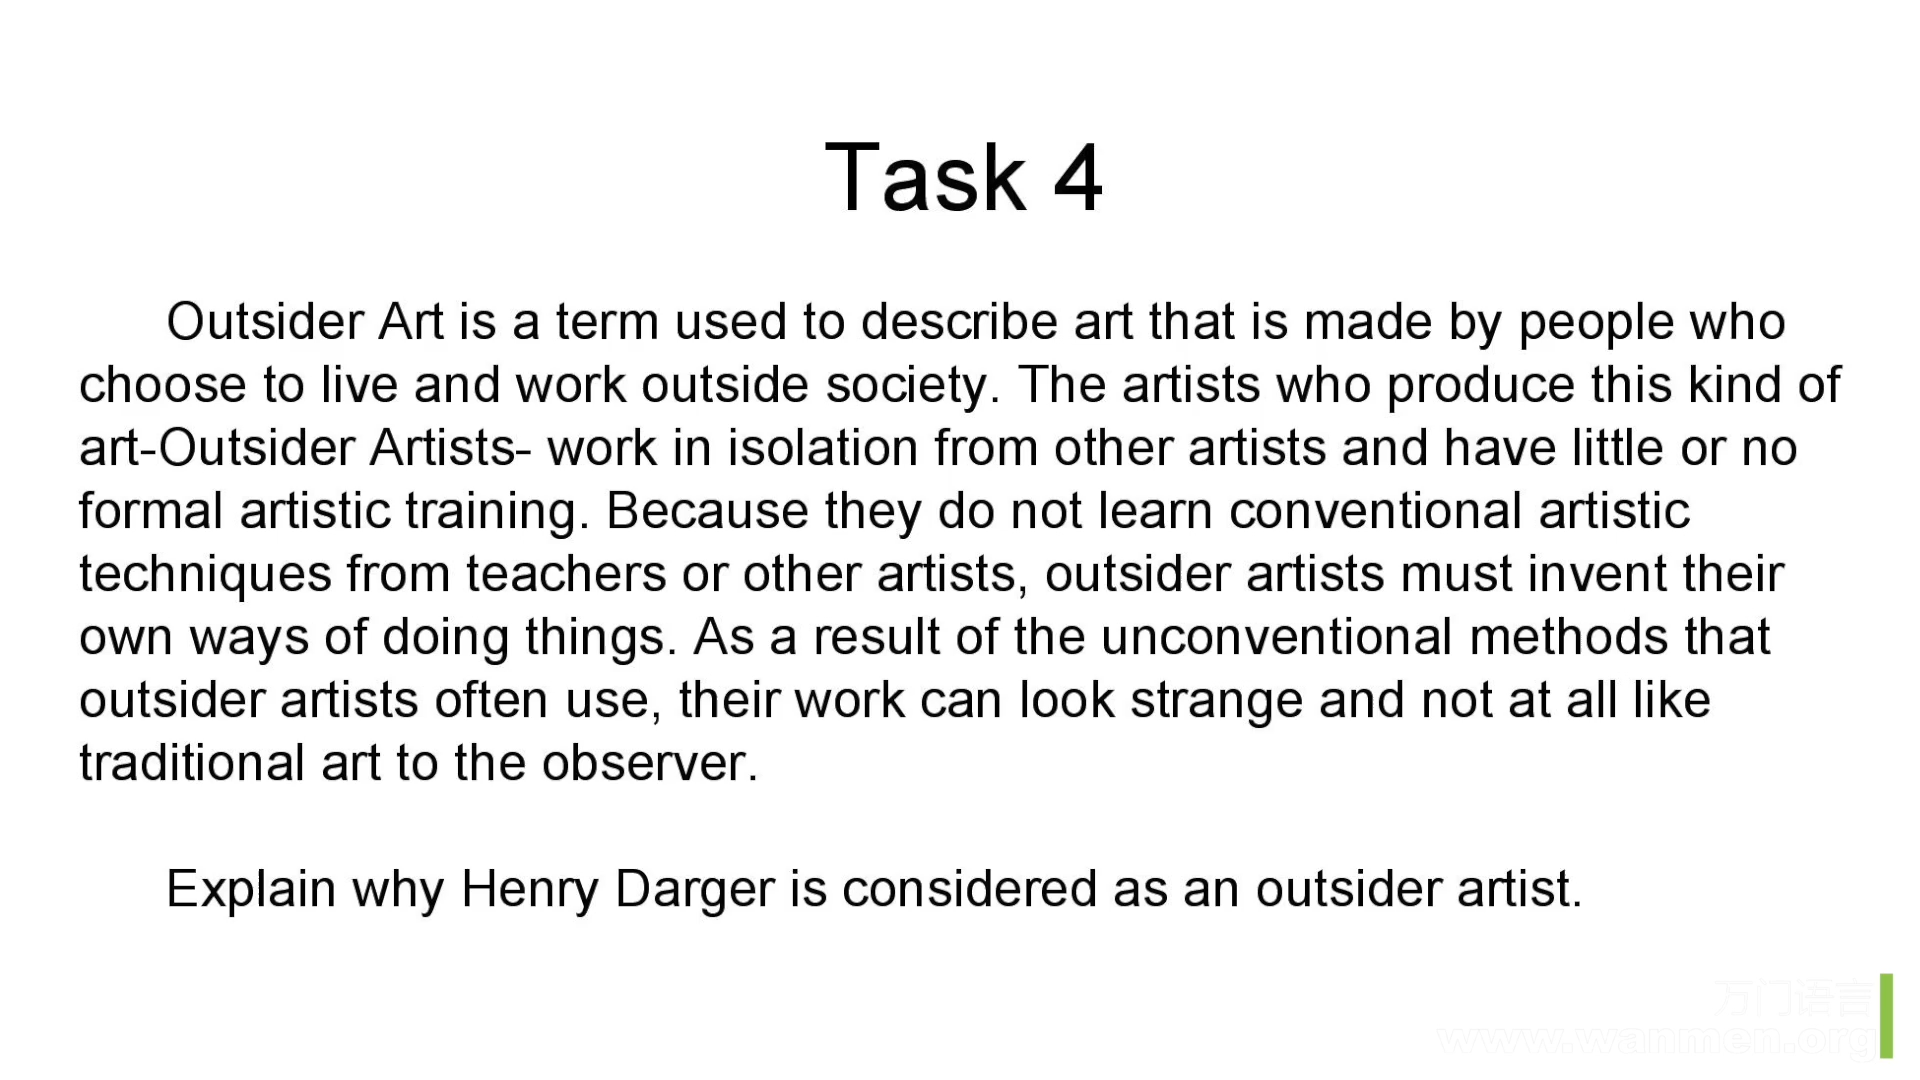 Task 4
Outsider Art is a term used to describe art that is made by people who
choose to live and work outside society. The artists who produce this kind of
art-Outsider Artists- work in isolation from other artists and have little or no
formal artistic training. Because they do not learn conventional artistic
techniques from teachers or other artists, outsider artists must invent their
own ways of doing things. As a result of the unconventional methods that
outsider artists often use, their work can look strange and not at all like
traditional art to the observer.
Explain why Henry Darger is considered as an outsider artist.
万门语言
www.wanmen.org